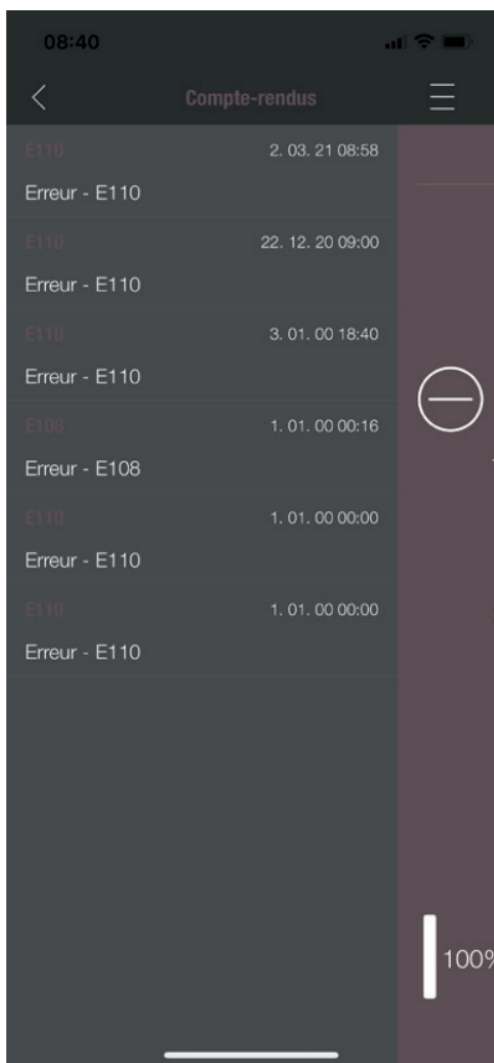 08:40
Compte-rendus
E110 2. 03. 21 08:58
Erreur - E110
E110 22. 12. 20 09:00
Erreur - E110
E110 3. 01. 00 18:40
Erreur - E110
E108 1. 01. 00 00:16
Erreur - E108
E110 1. 01. 00 00:00
Erreur - E110
E110 1. 01. 00 00:00
Erreur - E110
100%